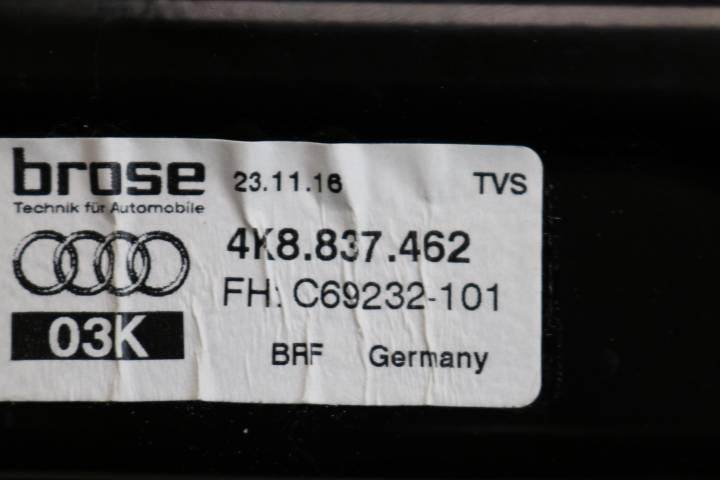 brose 23.11.16 TVS
Technik für Automobile
4K8.837.462
FH: C69232-101
03K
BRF Germany